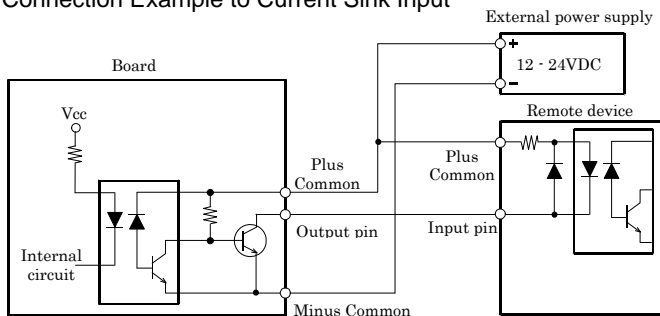 Connection Example to Current Sink Input
External power supply
+
12 - 24VDC
−
Board
Remote device
Vcc
Plus
Common
Plus
Common
Output pin
Input pin
Internal
circuit
Minus Common